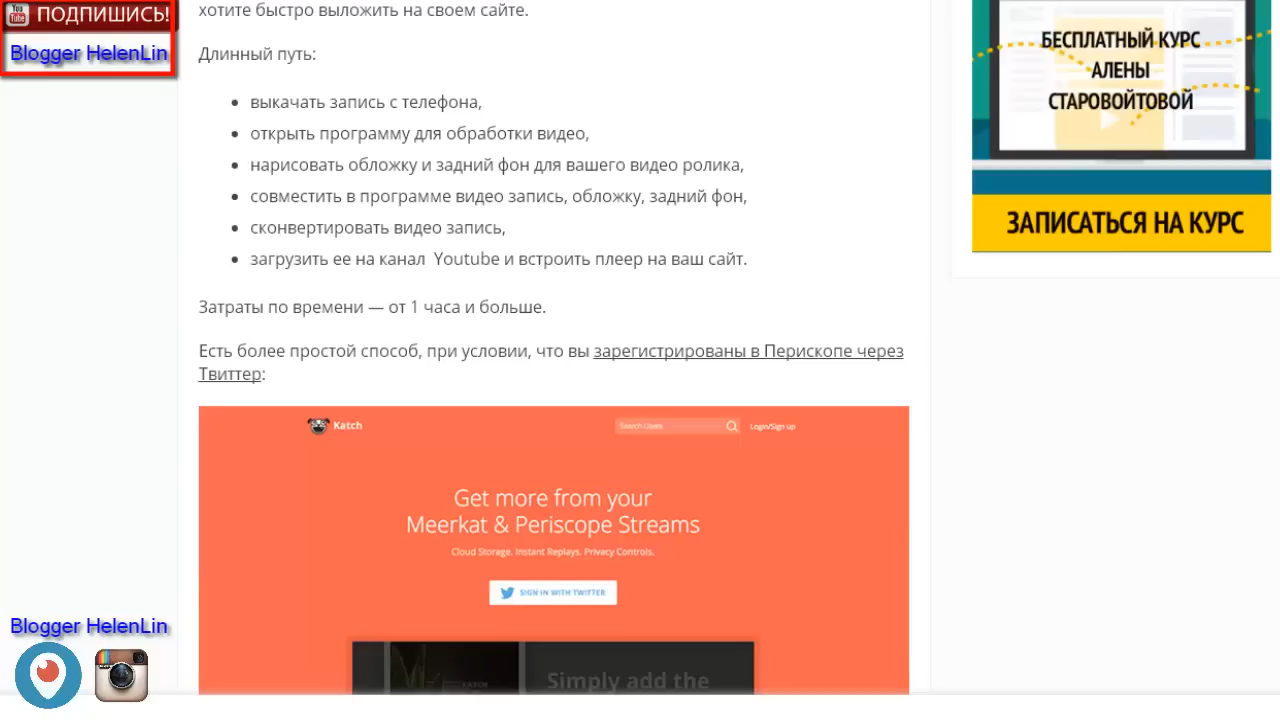 You
Tube
ПОДПИШИСЬ!
Blogger HelenLin
хотите быстро выложить на своем сайте.
Длинный путь:
выкачать запись с телефона,
открыть программу для обработки видео,
нарисовать обложку и задний фон для вашего видео ролика,
совместить в программе видео запись, обложку, задний фон,
сконвертировать видео запись,
загрузить ее на канал Youtube и встроить плеер на ваш сайт.
Затраты по времени — от 1 часа и больше.
Есть более простой способ, при условии, что вы зарегистрированы в Перископе через
Твиттер:
Katch
Search Users
Login/Sign up
Get more from your
Meerkat & Periscope Streams
Cloud Storage. Instant Replays. Privacy Controls.
SIGN IN WITH TWITTER
Simply add the
БЕСПЛАТНЫЙ КУРС
АЛЕНЫ
СТАРОВОЙТОВОЙ
ЗАПИСАТЬСЯ НА КУРС
Blogger HelenLin